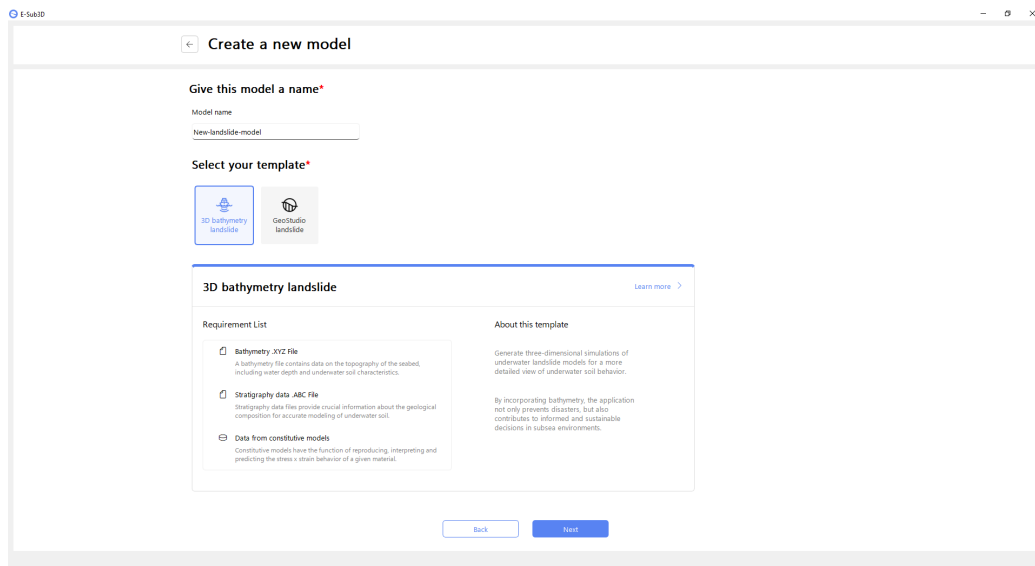 E-Sub3D
Create a new model
Give this model a name*
Model name
New-landslide-model
Select your template*
3D bathymetry
landslide
GeoStudio
landslide
3D bathymetry landslide
Learn more
Requirement List
Bathymetry .XYZ File
A bathymetry file contains data on the topography of the seabed,
including water depth and underwater soil characteristics.
Stratigraphy data .ABC File
Stratigraphy data files provide crucial information about the geological
composition for accurate modeling of underwater soil.
Data from constitutive models
Constitutive models have the function of reproducing, interpreting and
predicting the stress x strain behavior of a given material.
About this template
Generate three-dimensional simulations of
underwater landslide models for a more
detailed view of underwater soil behavior.
By incorporating bathymetry, the application
not only prevents disasters, but also
contributes to informed and sustainable
decisions in subsea environments.
Back
Next